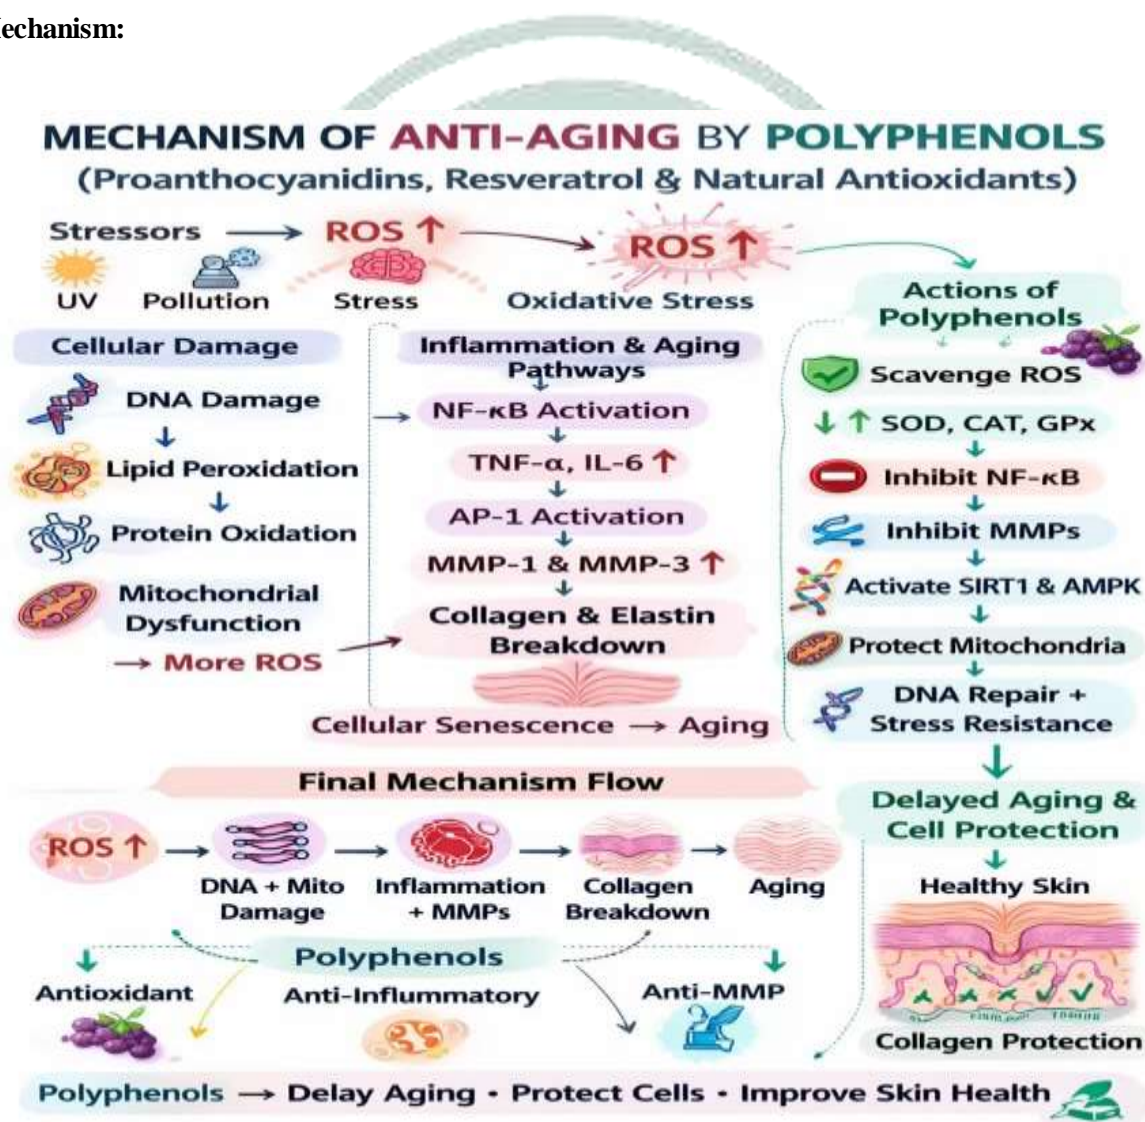 echanism:
MECHANISM OF ANTI-AGING BY POLYPHENOLS
(Proanthocyanidins, Resveratrol & Natural Antioxidants)
Stressors → ROS ↑
ROS ↑
UV
Pollution
Stress
Oxidative Stress
Cellular Damage
DNA Damage
↓
Lipid Peroxidation
↓
Protein Oxidation
Mitochondrial
Dysfunction
→ More ROS
Inflammation & Aging
Pathways
NF-κB Activation
↓
TNF-α, IL-6 ↑
↓
AP-1 Activation
↓
MMP-1 & MMP-3 ↑
↓
Collagen & Elastin
Breakdown
Cellular Senescence → Aging
Actions of
Polyphenols
Scavenge ROS
↓ ↑ SOD, CAT, GPx
↓
Inhibit NF-κB
↓
Inhibit MMPs
↓
Activate SIRT1 & AMPK
↓
Protect Mitochondria
↓
DNA Repair +
Stress Resistance
↓
Delayed Aging &
Cell Protection
↓
Healthy Skin
Collagen Protection
Final Mechanism Flow
ROS ↑
DNA + Mito
Damage
Inflammation
+ MMPs
Collagen
Breakdown
Aging
Polyphenols
Antioxidant
Anti-Inflummatory
Anti-MMP
Polyphenols → Delay Aging • Protect Cells • Improve Skin Health